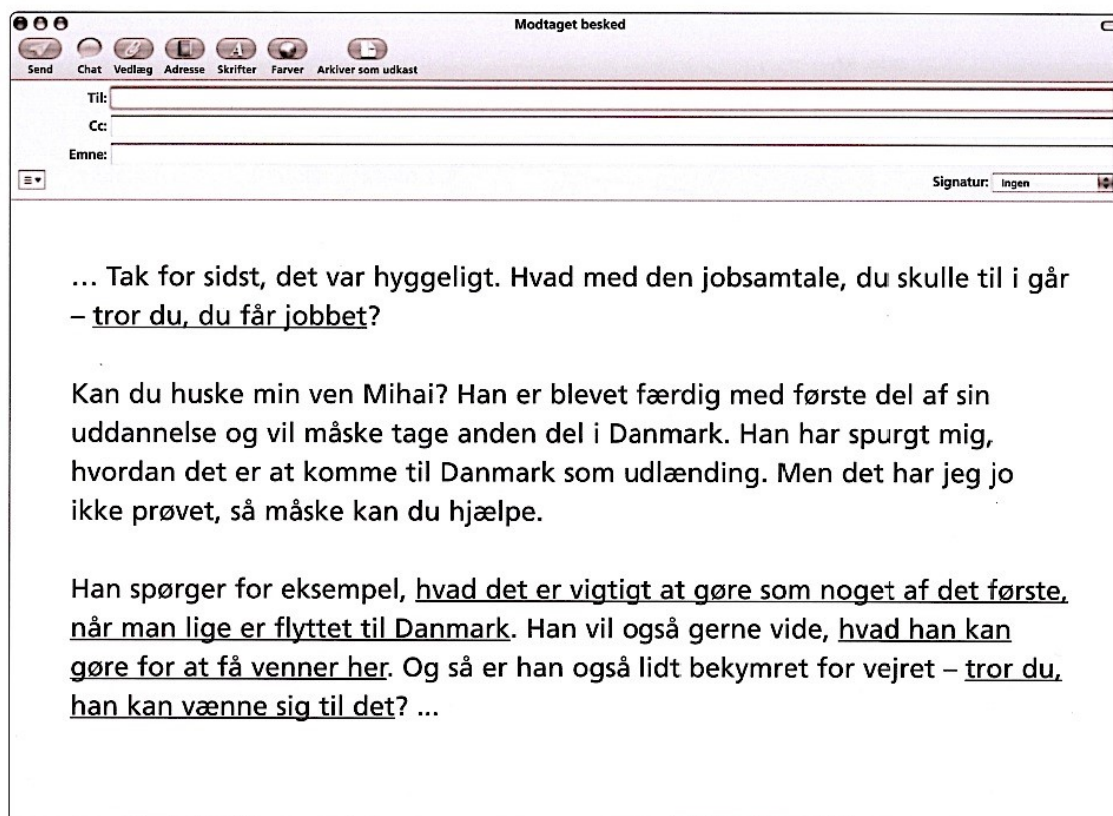 Modtaget besked
Send Chat Vedlæg Adresse Skrifter Farver Arkiver som udkast
Til:
Cc:
Emne:
Signatur: Ingen
... Tak for sidst, det var hyggeligt. Hvad med den jobsamtale, du skulle til i går
– tror du, du får jobbet?
Kan du huske min ven Mihai? Han er blevet færdig med første del af sin
uddannelse og vil måske tage anden del i Danmark. Han har spurgt mig,
hvordan det er at komme til Danmark som udlænding. Men det har jeg jo
ikke prøvet, så måske kan du hjælpe.
Han spørger for eksempel, hvad det er vigtigt at gøre som noget af det første,
når man lige er flyttet til Danmark. Han vil også gerne vide, hvad han kan
gøre for at få venner her. Og så er han også lidt bekymret for vejret – tror du,
han kan vænne sig til det? ...